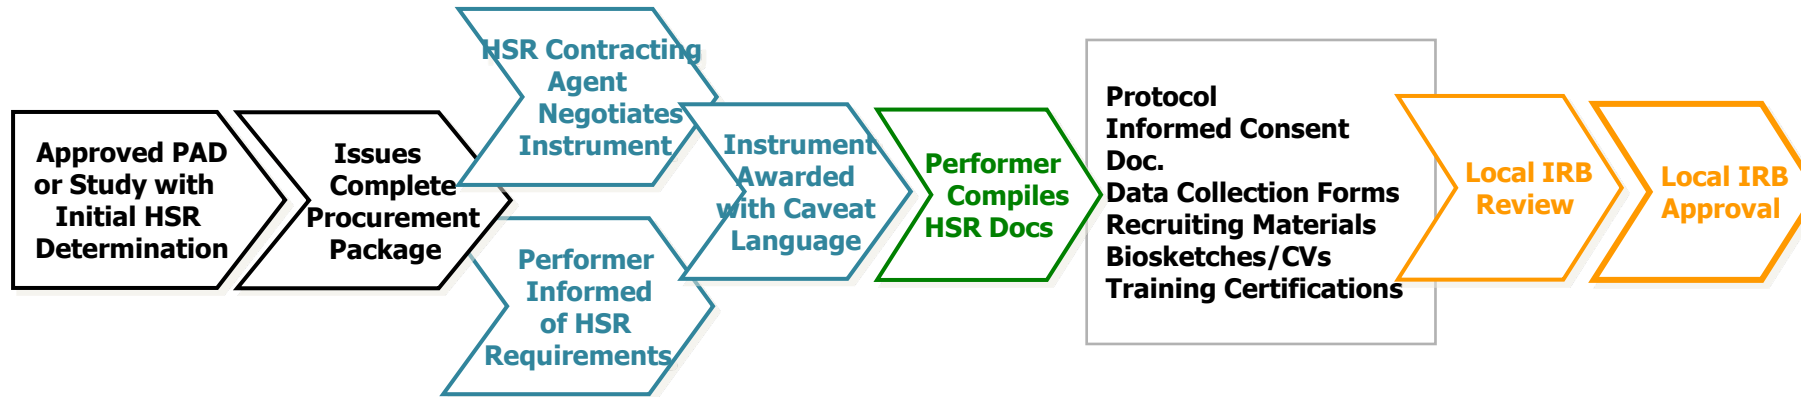 Approved PAD
or Study with
Initial HSR
Determination
Issues
Complete
Procurement
Package
HSR Contracting
Agent
Negotiates
Instrument
Performer
Informed
of HSR
Requirements
Instrument
Awarded
with Caveat
Language
Performer
Compiles
HSR Docs
Protocol
Informed Consent
Doc.
Data Collection Forms
Recruiting Materials
Biosketches/CVs
Training Certifications
Local IRB
Review
Local IRB
Approval